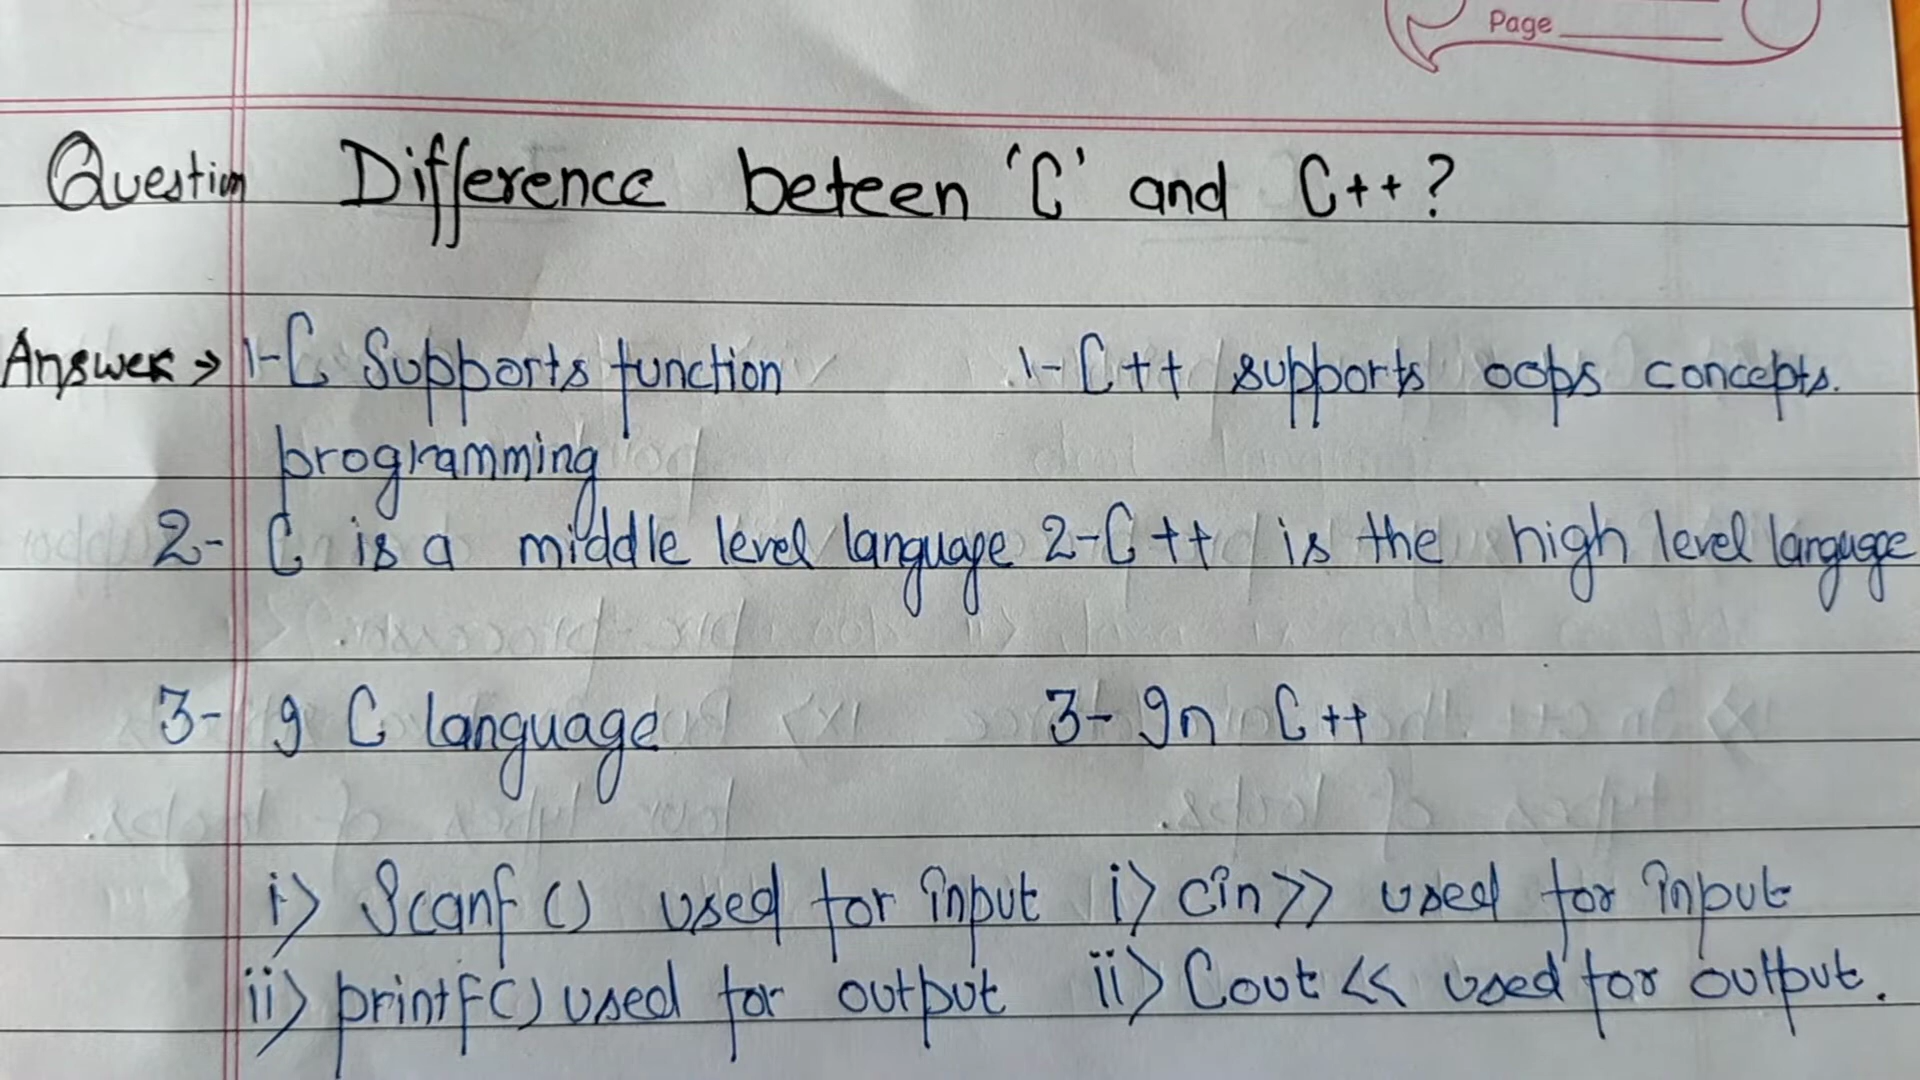 Page
Question Difference beteen 'C' and C++?
Answer → 1-C Supports function 1-C++ supports oops concepts.
programming
2- C is a middle level language 2-C++ is the high level language
3- g C language 3- In C++
i) Scanf () used for input i) cin>> used for input
ii) printf() used for output ii) Cout << used for output.